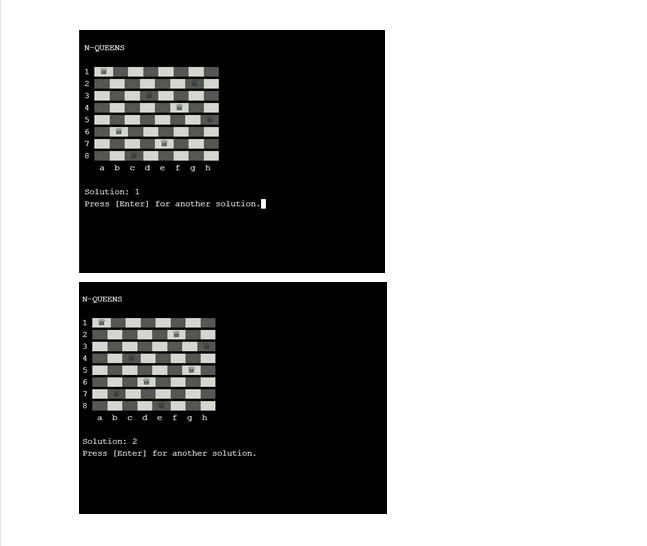 N-QUEENS
1
2
3
4
5
6
7
8
a b c d e f g h
Solution: 1
Press [Enter] for another solution.
N-QUEENS
1
2
3
4
5
6
7
8
a b c d e f g h
Solution: 2
Press [Enter] for another solution.